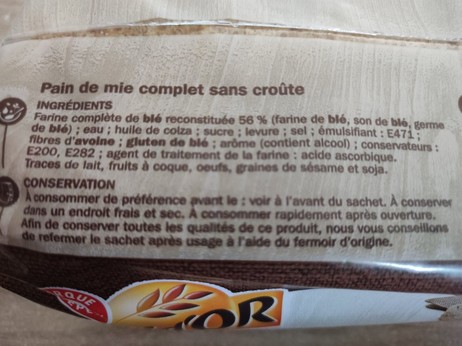 Pain de mie complet sans croûte
INGRÉDIENTS
Farine complète de blé reconstituée 56 % (farine de blé, son de blé, germe
de blé) ; eau ; huile de colza ; sucre ; levure ; sel ; émulsifiant : E471 ;
fibres d'avoine ; gluten de blé ; arôme (contient alcool) ; conservateurs :
E200, E282 ; agent de traitement de la farine : acide ascorbique.
Traces de lait, fruits à coque, oeufs, graines de sésame et soja.
CONSERVATION
À consommer de préférence avant le : voir à l'avant du sachet. À conserver
dans un endroit frais et sec. À consommer rapidement après ouverture.
Afin de conserver toutes les qualités de ce produit, nous vous conseillons
de refermer le sachet après usage à l'aide du fermoir d'origine.